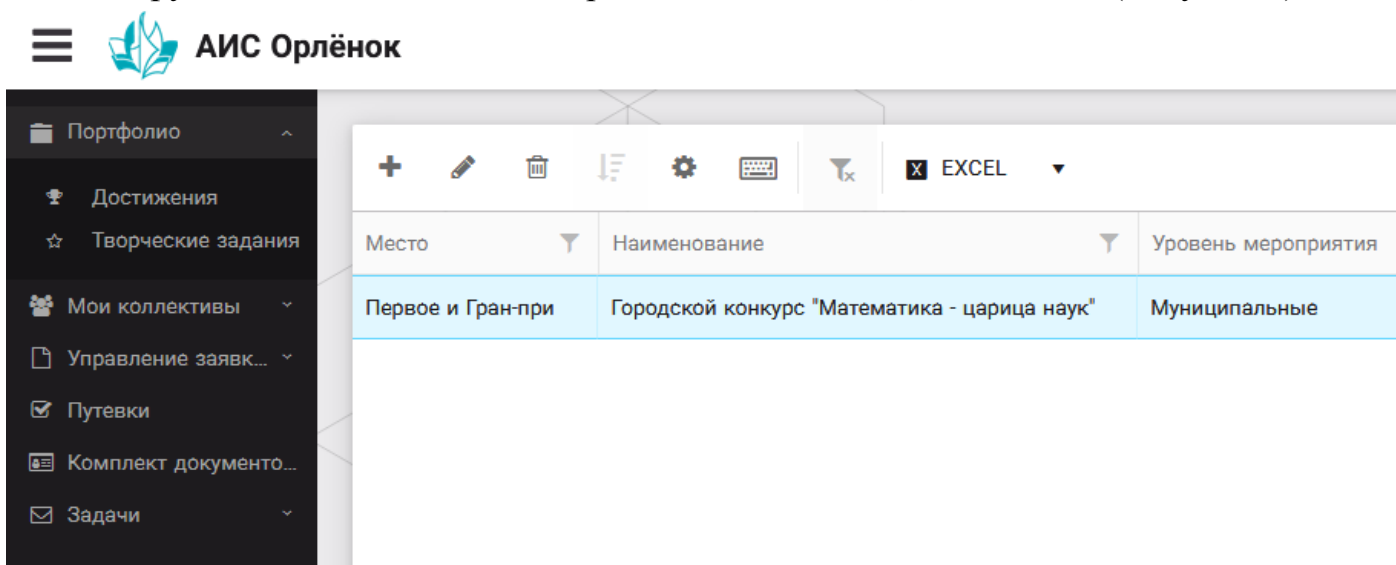 АИС Орлёнок
Портфолио
Достижения
Творческие задания
Мои коллективы
Управление заявк...
Путевки
Комплект документо...
Задачи
X EXCEL
Место Наименование Уровень мероприятия
Первое и Гран-при Городской конкурс "Математика - царица наук" Муниципальные